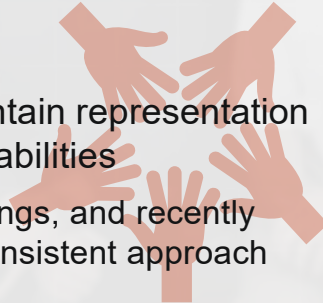 ntain representation
abilities
ngs, and recently
nsistent approach